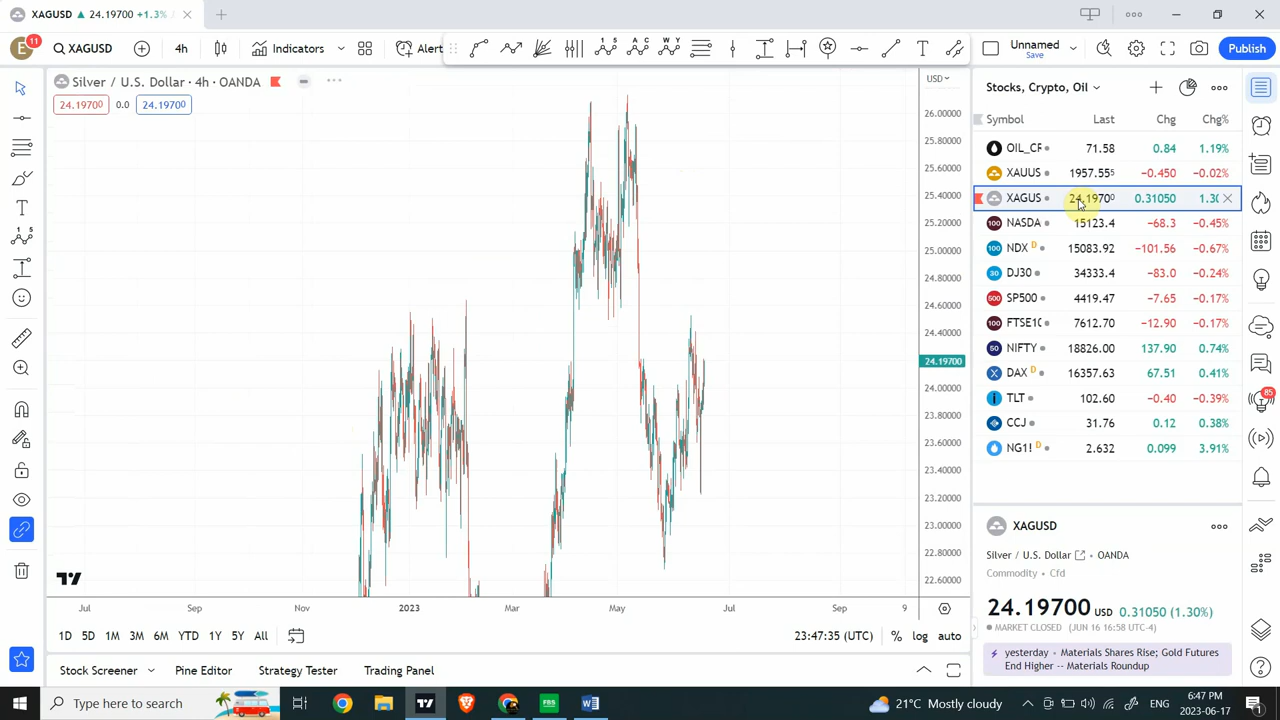 XAGUSD ▲ 24.19700 +1.3%
E 11 XAGUSD 4h Indicators Alert
Unnamed
Save
Publish
Silver / U.S. Dollar · 4h · OANDA
24.19700 0.0 24.19700
USD
26.00000
25.60000
25.40000
25.20000
25.00000
24.80000
24.60000
24.40000
24.19700
24.00000
23.80000
23.60000
23.40000
23.20000
23.00000
22.80000
22.60000
Jul Sep Nov 2023 Mar May Jul Sep 9
1D 5D 1M 3M 6M YTD 1Y 5Y All
23:47:35 (UTC) % log auto
Stock Screener Pine Editor Strategy Tester Trading Panel
Stocks, Crypto, Oil
Symbol Last Chg Chg%
OIL_CF 71.58 0.84 1.19%
XAUUS 1957.555 −0.450 −0.02%
XAGUS 24.19700 0.31050 1.30
NASDA 15123.4 −68.3 −0.45%
NDX D 15083.92 −101.56 −0.67%
DJ30 34333.4 −83.0 −0.24%
SP500 4419.47 −7.65 −0.17%
FTSE10 7612.70 −12.90 −0.17%
NIFTY 18826.00 137.90 0.74%
DAX D 16357.63 67.51 0.41%
TLT 102.60 −0.40 −0.39%
CCJ 31.76 0.12 0.38%
NG1! D 2.632 0.099 3.91%
85
XAGUSD
Silver / U.S. Dollar · OANDA
Commodity · Cfd
24.19700 USD 0.31050 (1.30%)
MARKET CLOSED (JUN 16 16:58 UTC-4)
yesterday · Materials Shares Rise; Gold Futures
End Higher -- Materials Roundup
Type here to search
FBS
21°C Mostly cloudy
6:47 PM
2023-06-17